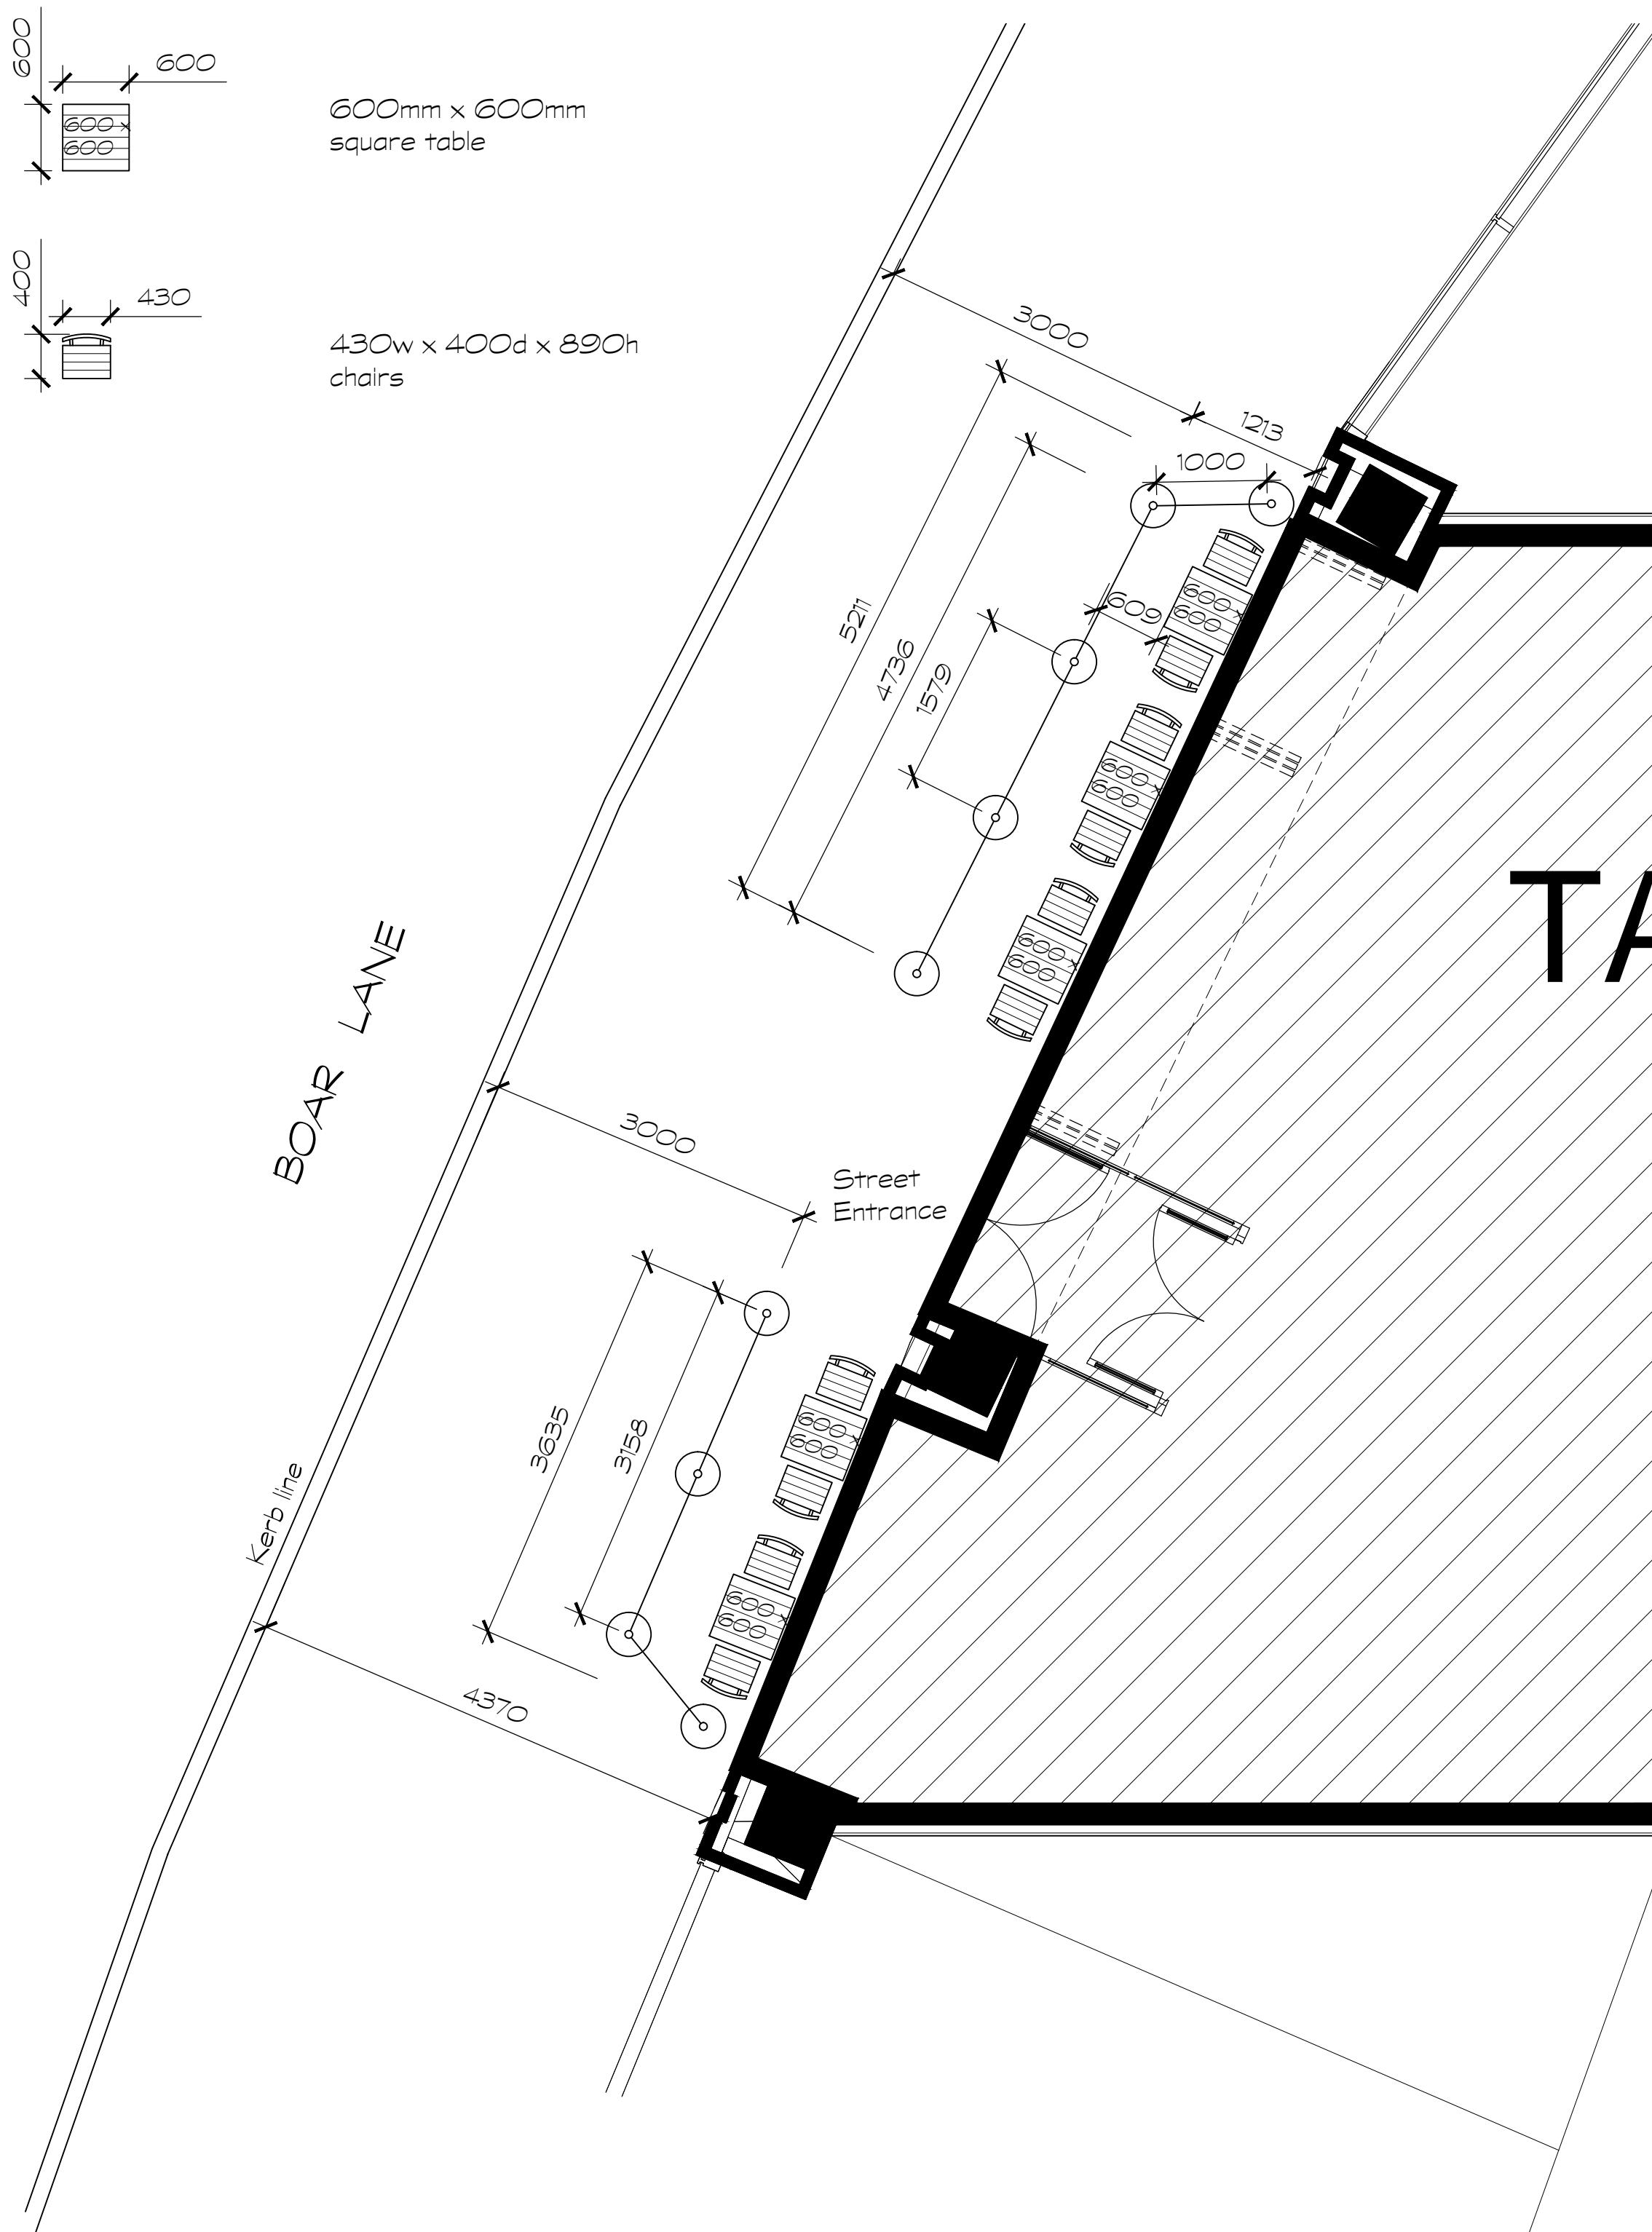 600
600
600 x
600
600mm x 600mm
square table
400
430
430w x 400d x 890h
chairs
3000
1213
1000
609
600 x
600
5211
4736
1579
600 x
600
600 x
600
TA
BOAR LANE
3000
Street
Entrance
3635
3158
600 x
600
Kerb line
600 x
600
4370